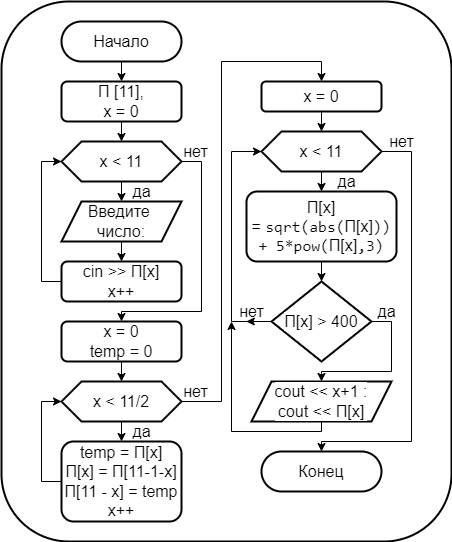 Начало
П [11],
x = 0
x < 11
нет
да
Введите
число:
cin >> П[x]
x++
x = 0
temp = 0
x < 11/2
нет
да
temp = П[x]
П[x] = П[11-1-x]
П[11 - x] = temp
x++
x = 0
x < 11
нет
да
П[x]
= sqrt(abs(П[x]))
+ 5*pow(П[x],3)
П[x] > 400
нет
да
cout << x+1 :
cout << П[x]
Конец